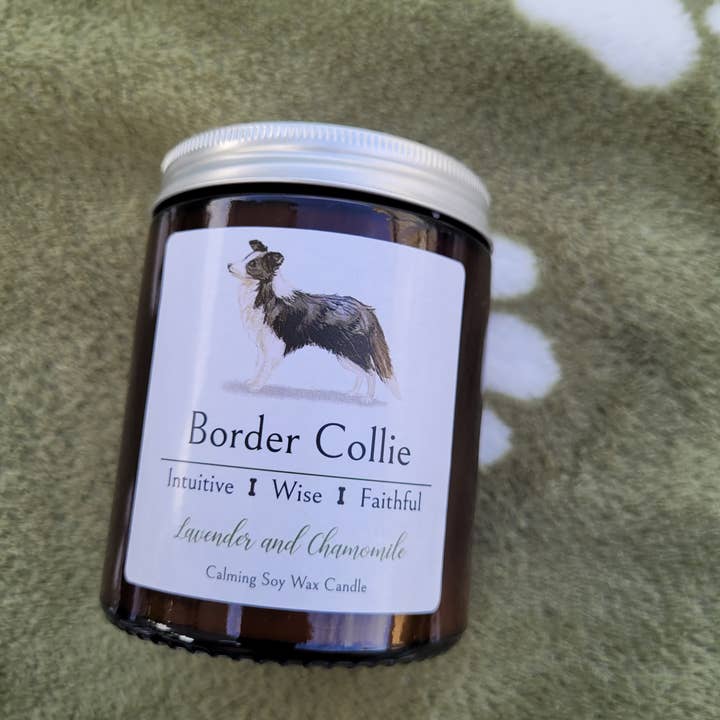 Border Collie
Intuitive Wise Faithful
Lavender and Chamomile
Calming Soy Wax Candle